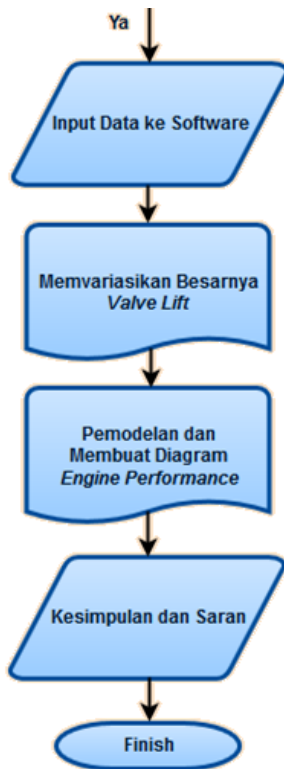 Ya
Input Data ke Software
Memvariasikan Besarnya
Valve Lift
Pemodelan dan
Membuat Diagram
Engine Performance
Kesimpulan dan Saran
Finish